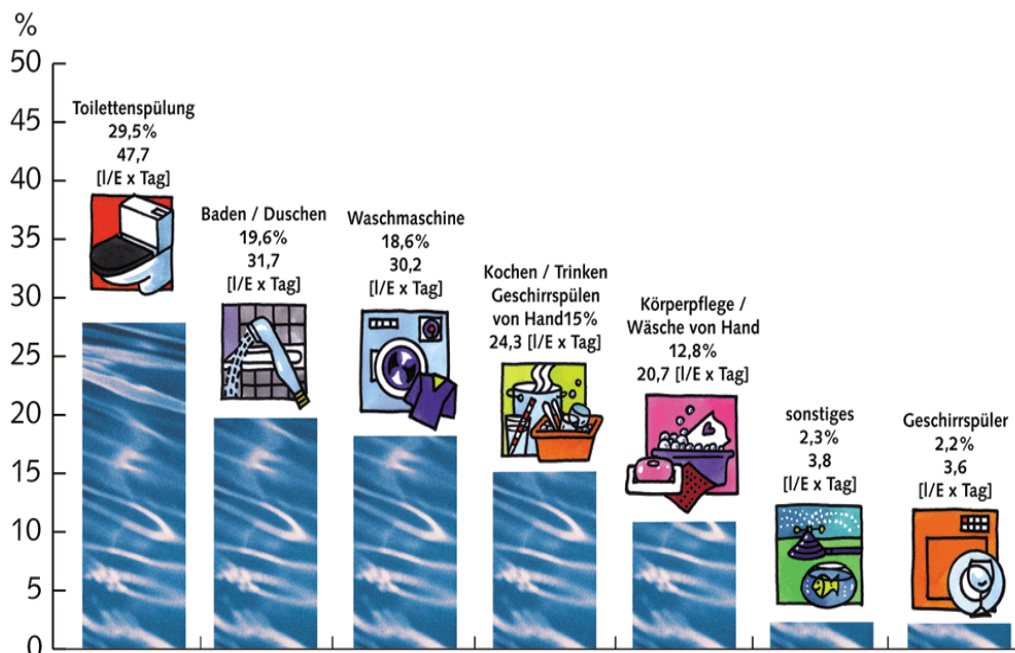 %
50
45
40
35
30
25
20
15
10
5
0
Toilettenspülung
29,5%
47,7
[l/E x Tag]
Baden / Duschen
19,6%
31,7
[l/E x Tag]
Waschmaschine
18,6%
30,2
[l/E x Tag]
Kochen / Trinken
Geschirrspülen
von Hand15%
24,3 [l/E x Tag]
Körperpflege /
Wäsche von Hand
12,8%
20,7 [l/E x Tag]
sonstiges
2,3%
3,8
[l/E x Tag]
Geschirrspüler
2,2%
3,6
[l/E x Tag]